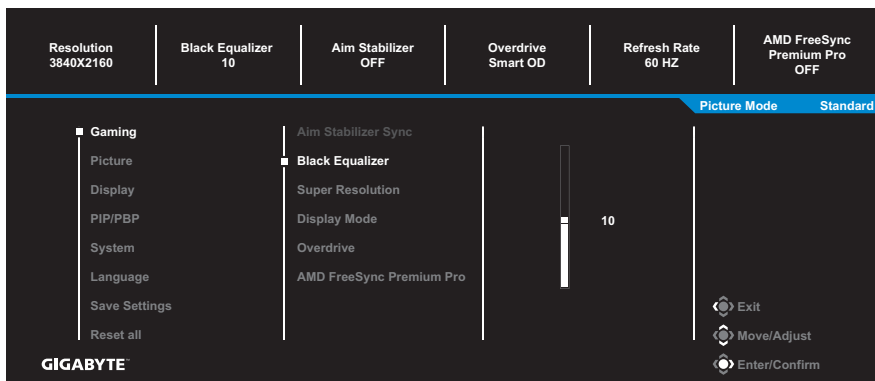 Resolution
3840X2160
Black Equalizer
10
Aim Stabilizer
OFF
Overdrive
Smart OD
Refresh Rate
60 HZ
AMD FreeSync
Premium Pro
OFF
Picture Mode Standard
Gaming
Picture
Display
PIP/PBP
System
Language
Save Settings
Reset all
Aim Stabilizer Sync
Black Equalizer
Super Resolution
Display Mode
Overdrive
AMD FreeSync Premium Pro
10
Exit
Move/Adjust
Enter/Confirm
GIGABYTE™